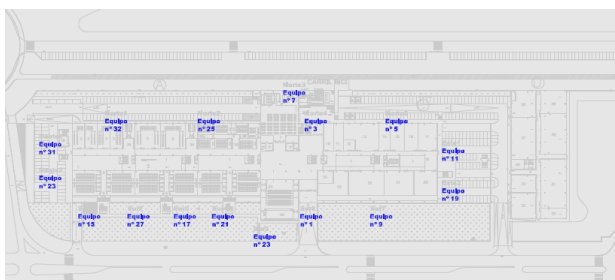 Equipo
nº 7
Equipo
nº 32
Equipo
nº 25
Equipo
nº 3
Equipo
nº 5
Equipo
nº 31
Equipo
nº 11
Equipo
nº 23
Equipo
nº 19
Equipo
nº 15
Equipo
nº 27
Equipo
nº 17
Equipo
nº 21
Equipo
nº 1
Equipo
nº 9
Equipo
nº 23